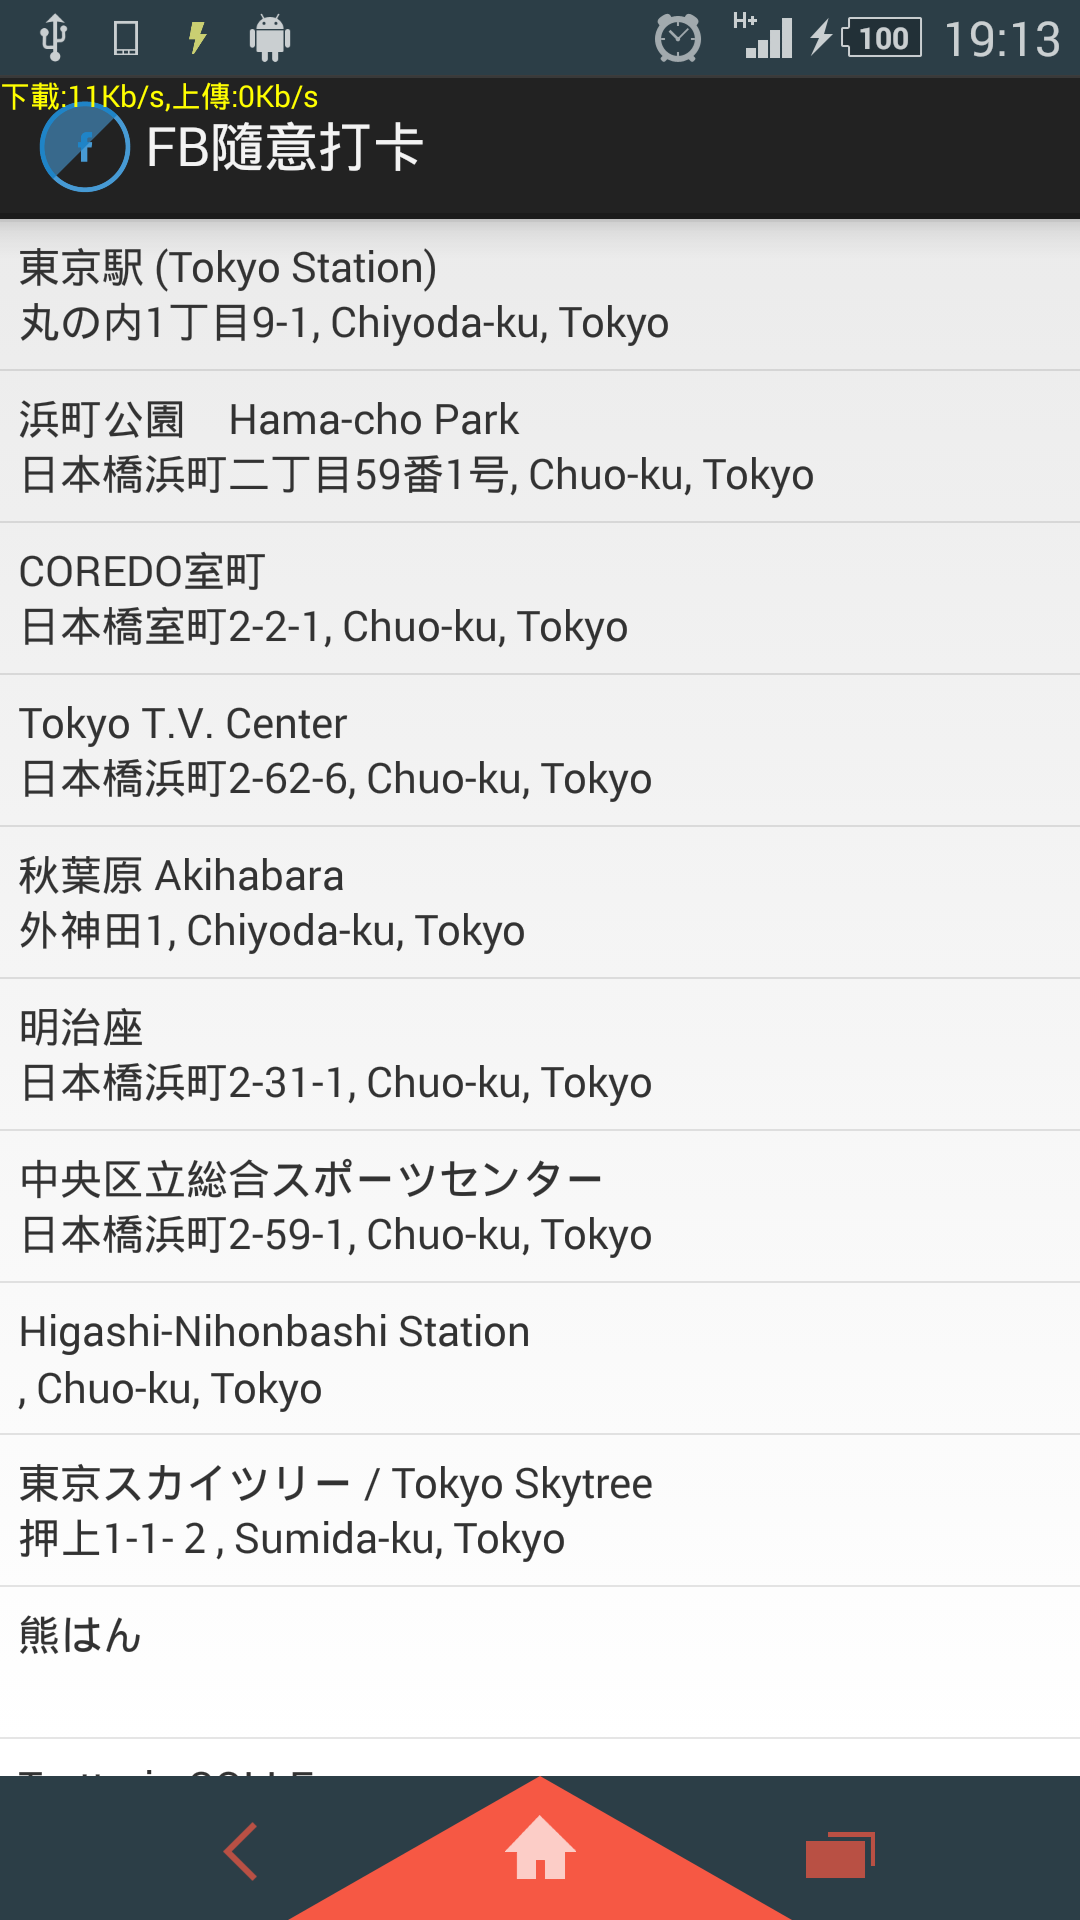 H+
100
19:13
下載:11Kb/s,上傳:0Kb/s
f FB隨意打卡
東京駅 (Tokyo Station)
丸の内1丁目9-1, Chiyoda-ku, Tokyo
浜町公園　Hama-cho Park
日本橋浜町二丁目59番1号, Chuo-ku, Tokyo
COREDO室町
日本橋室町2-2-1, Chuo-ku, Tokyo
Tokyo T.V. Center
日本橋浜町2-62-6, Chuo-ku, Tokyo
秋葉原 Akihabara
外神田1, Chiyoda-ku, Tokyo
明治座
日本橋浜町2-31-1, Chuo-ku, Tokyo
中央区立総合スポーツセンター
日本橋浜町2-59-1, Chuo-ku, Tokyo
Higashi-Nihonbashi Station
, Chuo-ku, Tokyo
東京スカイツリー / Tokyo Skytree
押上1-1-２, Sumida-ku, Tokyo
熊はん